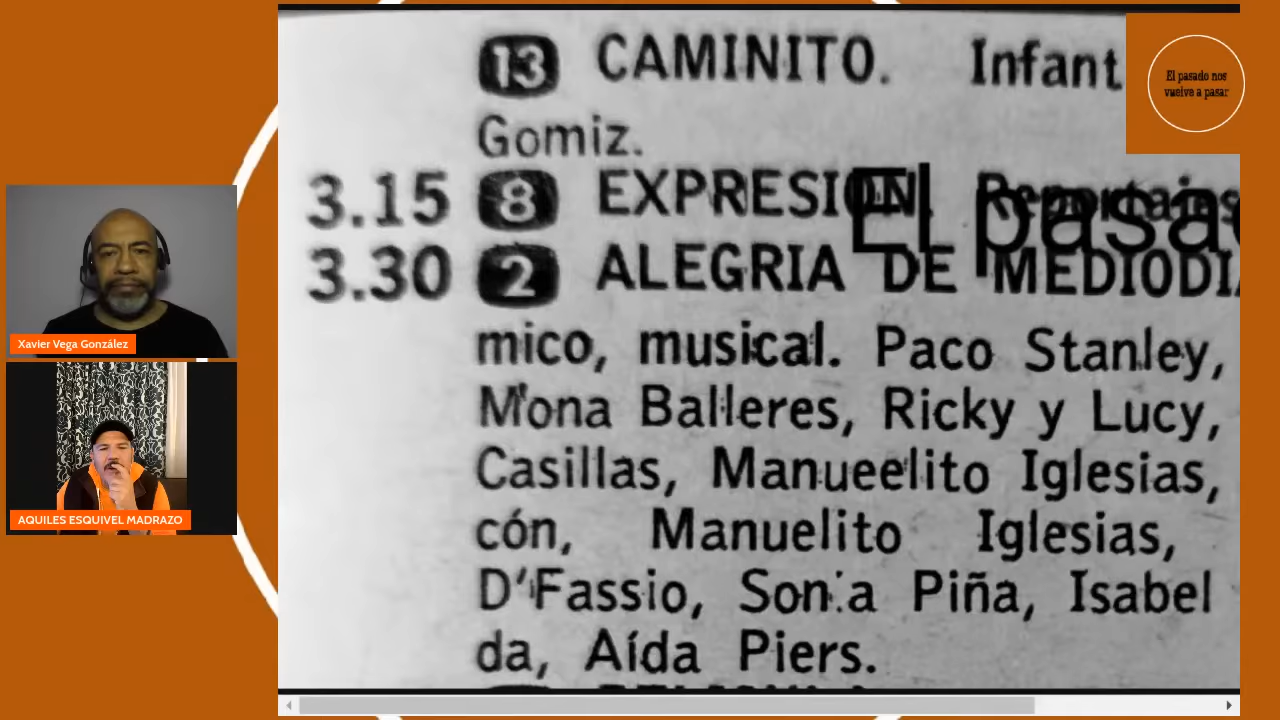 13 CAMINITO. Infant
Gomiz.
3.15 8 EXPRESION. Reportajes
3.30 2 ALEGRIA DE MEDIODI
mico, musical. Paco Stanley,
Mona Balleres, Ricky y Lucy,
Casillas, Manueelito Iglesias,
cón, Manuelito Iglesias,
D'Fassio, Sonia Piña, Isabel
da, Aída Piers.
El pasa
El pasado nos
vuelve a pasar
Xavier Vega González
AQUILES ESQUIVEL MADRAZO